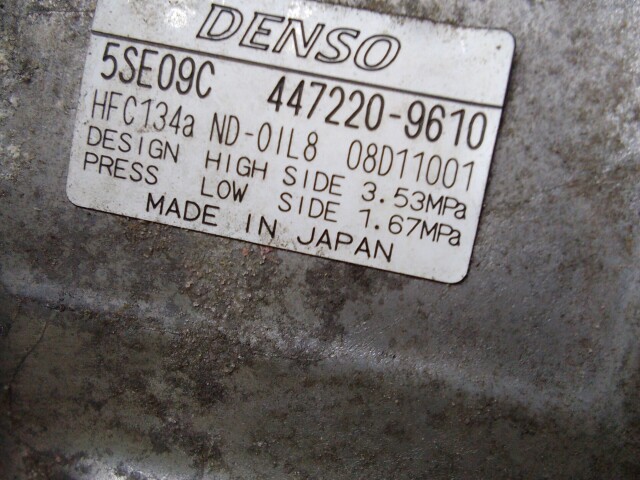 DENSO
5SE09C 447220-9610
HFC134a ND-OIL8 08D11001
DESIGN HIGH SIDE 3.53MPa
PRESS LOW SIDE 1.67MPa
MADE IN JAPAN